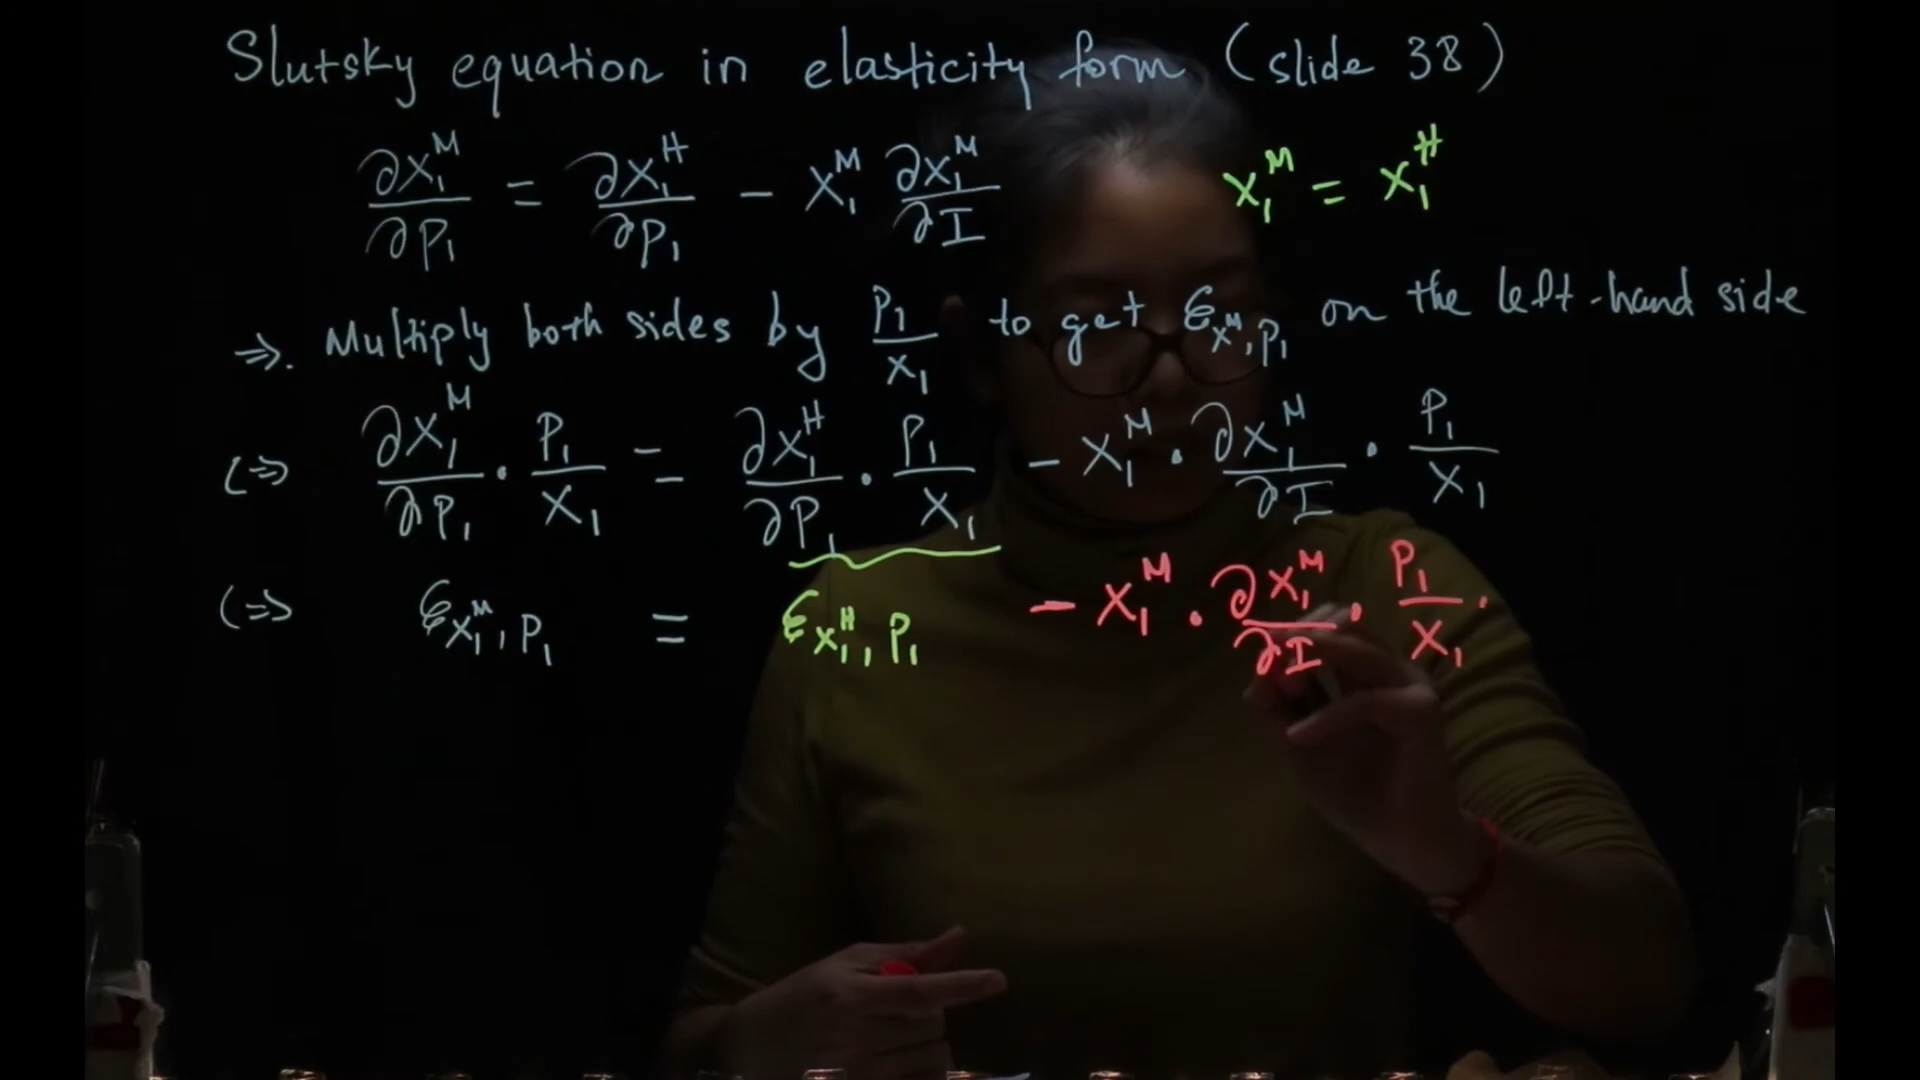 Slutsky equation in elasticity form (slide 38)
∂X₁ᴹ/∂P₁ = ∂X₁ᴴ/∂P₁ − X₁ᴹ ∂X₁ᴹ/∂I    X₁ᴹ = X₁ᴴ
⇒. Multiply both sides by P₁/X₁ to get ε_{Xᴹ,P₁} on the left-hand side
(⇒) ∂X₁ᴹ/∂P₁ · P₁/X₁ = ∂X₁ᴴ/∂P₁ · P₁/X₁ − X₁ᴹ · ∂X₁ᴹ/∂I · P₁/X₁
(⇒) ε_{X₁ᴹ,P₁} = ε_{X₁ᴴ,P₁} − X₁ᴹ · ∂X₁ᴹ/∂I · P₁/X₁ ·